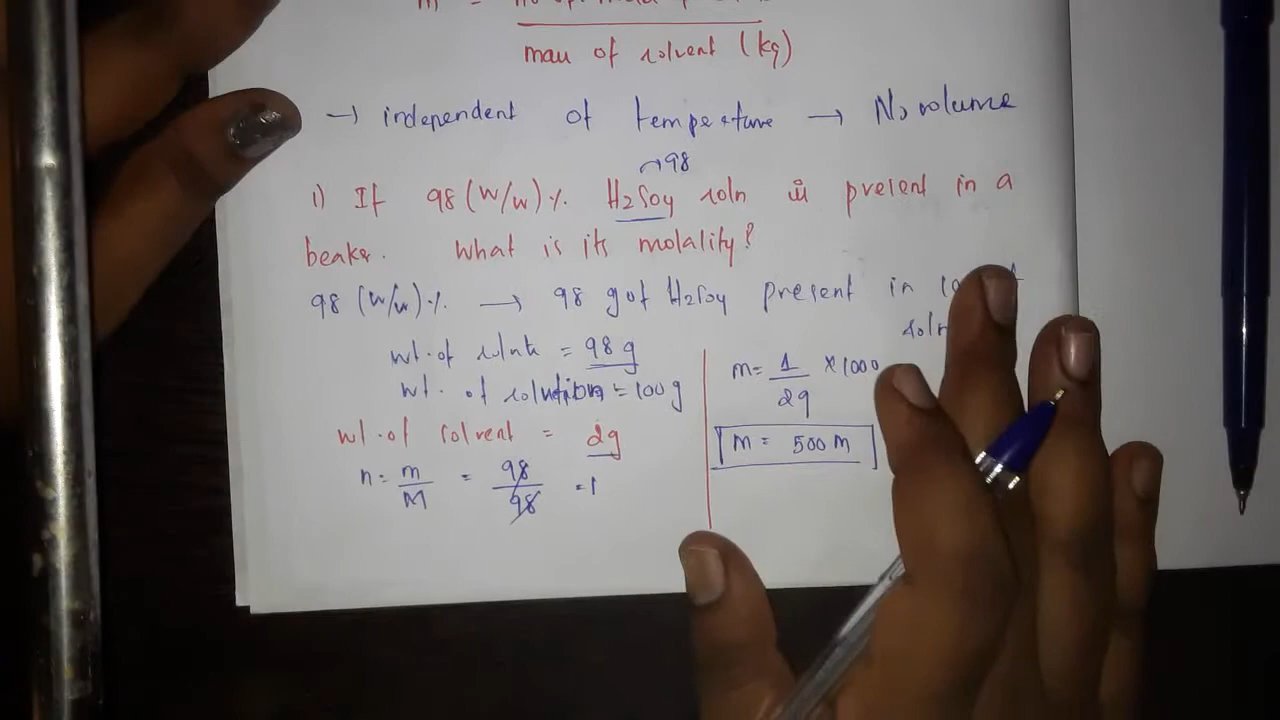 mass of solvent (kg)
→ independent of temperature → No volume
→98
1) If 98 (w/w)%. H2SO4 soln is present in a
beaker. What is its molality?
98 (w/w)%. → 98 g of H2SO4 present in
soln
wt. of solute = 98 g
wt. of solution = 100 g
wt. of solvent = 2g
n = m/M = 98/98 = 1
m = 1/2g × 1000
m = 500 m